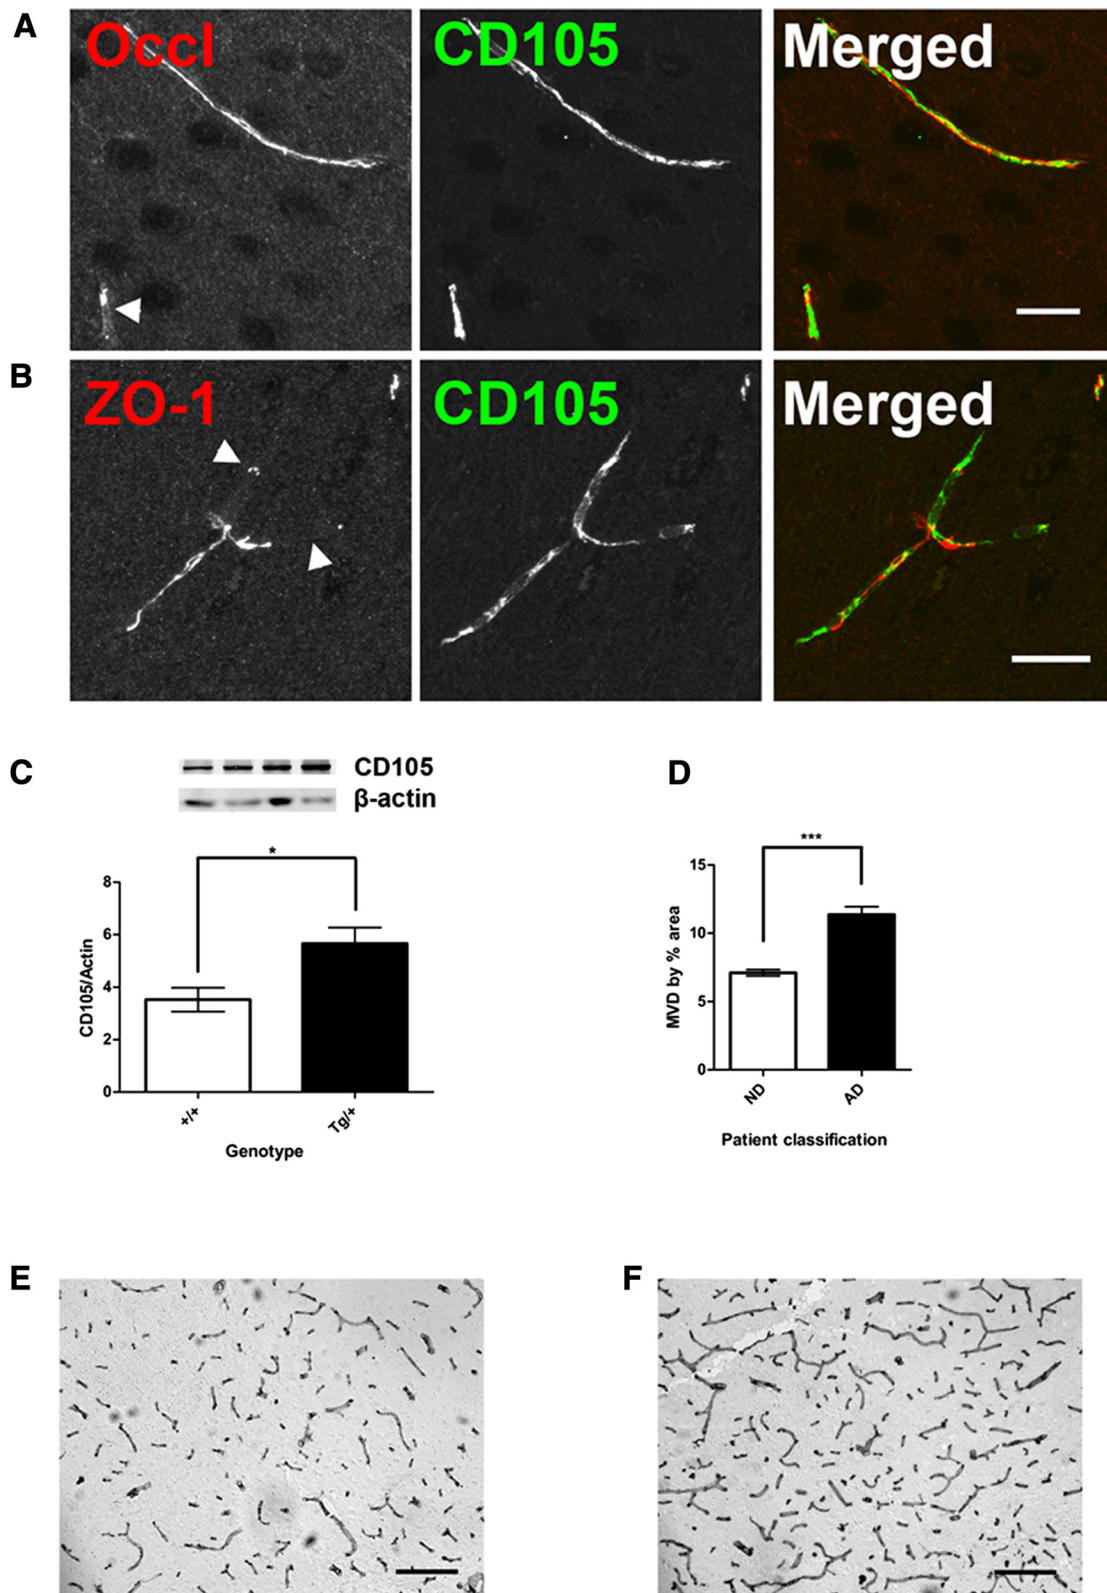 A
Occl
CD105
Merged
B
ZO-1
CD105
Merged
C
CD105
β-actin
D
*
8
6
4
2
0
CD105/Actin
+/+
Tg/+
Genotype
***
15
10
5
0
MVD by % area
ND
AD
Patient classification
E
F